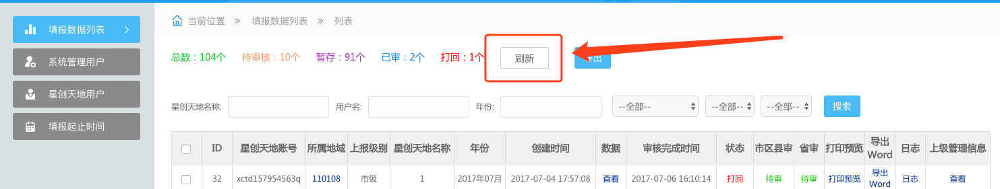 当前位置 » 填报数据列表 » 列表
填报数据列表
系统管理用户
星创天地用户
填报起止时间
总数：104个 待审核：10个 暂存：91个 已审：2个 打回：1个 刷新 导出
星创天地名称: 用户名: 年份: --全部-- --全部-- --全部-- 搜索
ID 星创天地账号 所属地域 上报级别 星创天地名称 年份 创建时间 数据 审核完成时间 状态 市区县审 省审 打印预览 导出Word 日志 上级管理信息
32 xctd157954563q 110108 市级 1 2017年07月 2017-07-04 17:57:08 查看 2017-07-06 16:10:14 打回 待审 待审 打印预览 导出Word 日志 查看